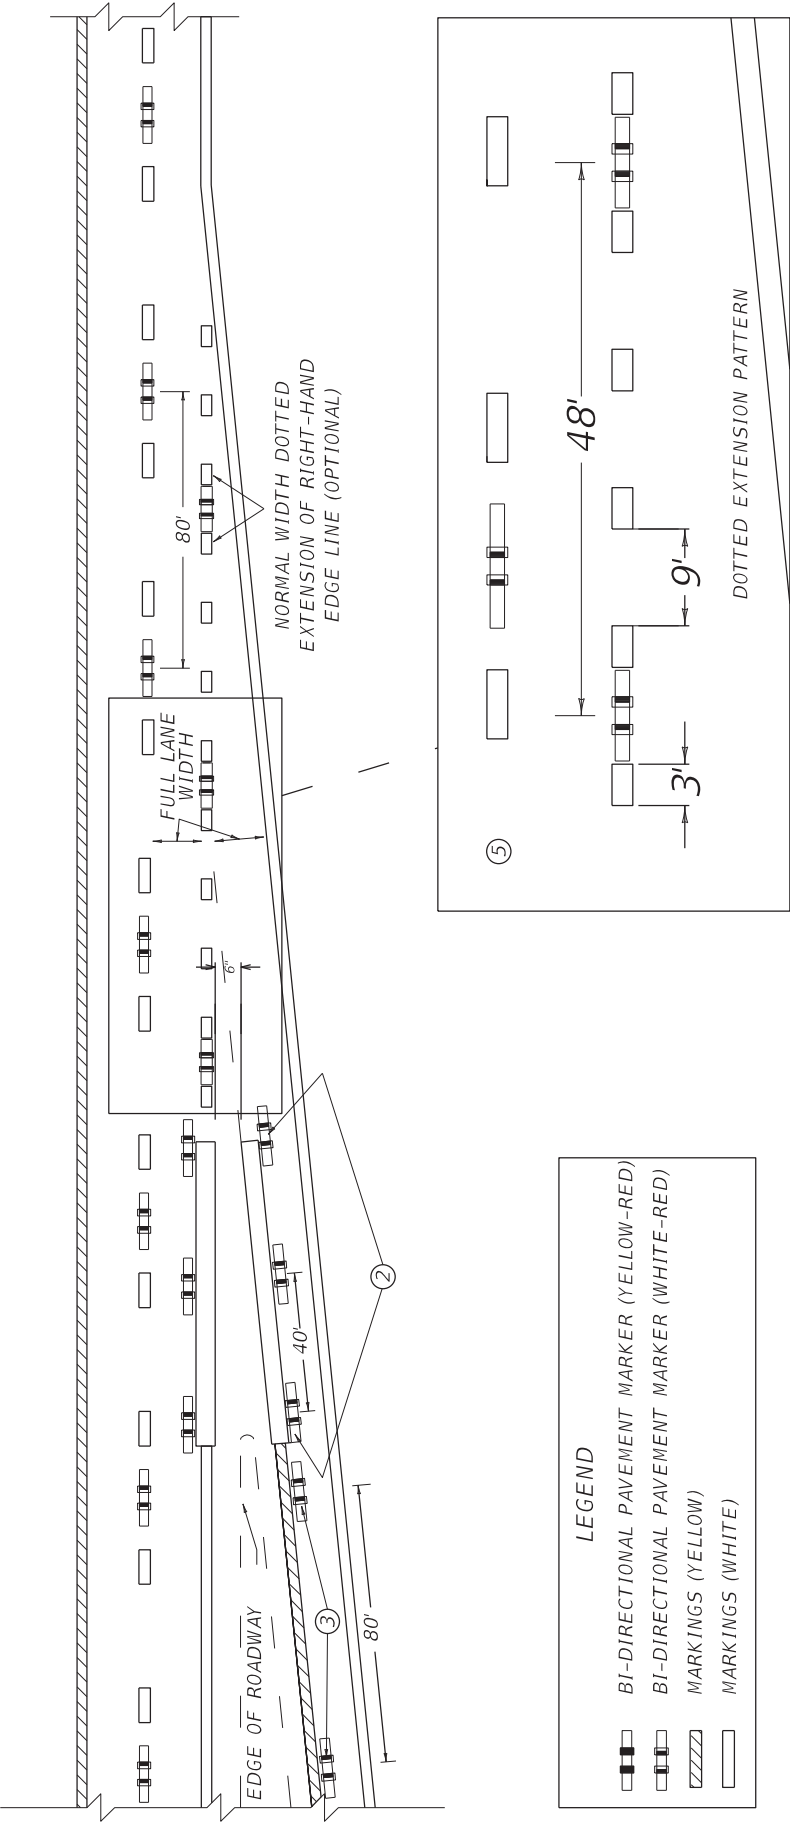 80'
NORMAL WIDTH DOTTED
EXTENSION OF RIGHT-HAND
EDGE LINE (OPTIONAL)
FULL LANE
WIDTH
6"
2
40'
3
80'
EDGE OF ROADWAY
48'
9'
3'
5
DOTTED EXTENSION PATTERN
LEGEND
BI-DIRECTIONAL PAVEMENT MARKER (YELLOW-RED)
BI-DIRECTIONAL PAVEMENT MARKER (WHITE-RED)
MARKINGS (YELLOW)
MARKINGS (WHITE)